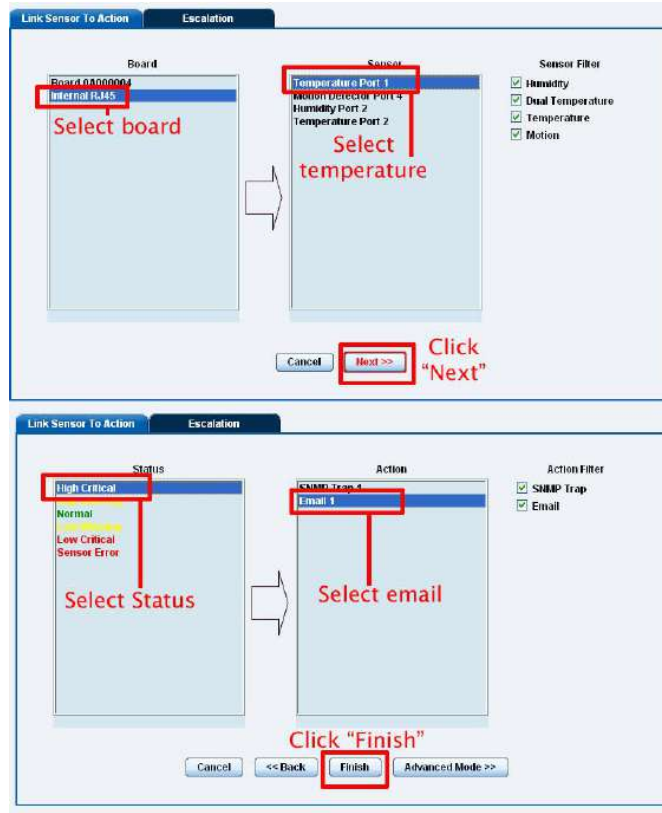 Link Sensor To Action Escalation
Board Sensor Sensor Filter
Board 0A000004
Internal RJ45
Temperature Port 1
Motion Detector Port 4
Humidity Port 2
Temperature Port 2
Humidity
Dual Temperature
Temperature
Motion
Select board
Select
temperature
Cancel Next >>
Click
“Next”
Link Sensor To Action Escalation
Status Action Action Filter
High Critical
Normal
Low Critical
Sensor Error
SNMP Trap 1
Email 1
SNMP Trap
Email
Select Status
Select email
Click “Finish”
Cancel << Back Finish Advanced Mode >>